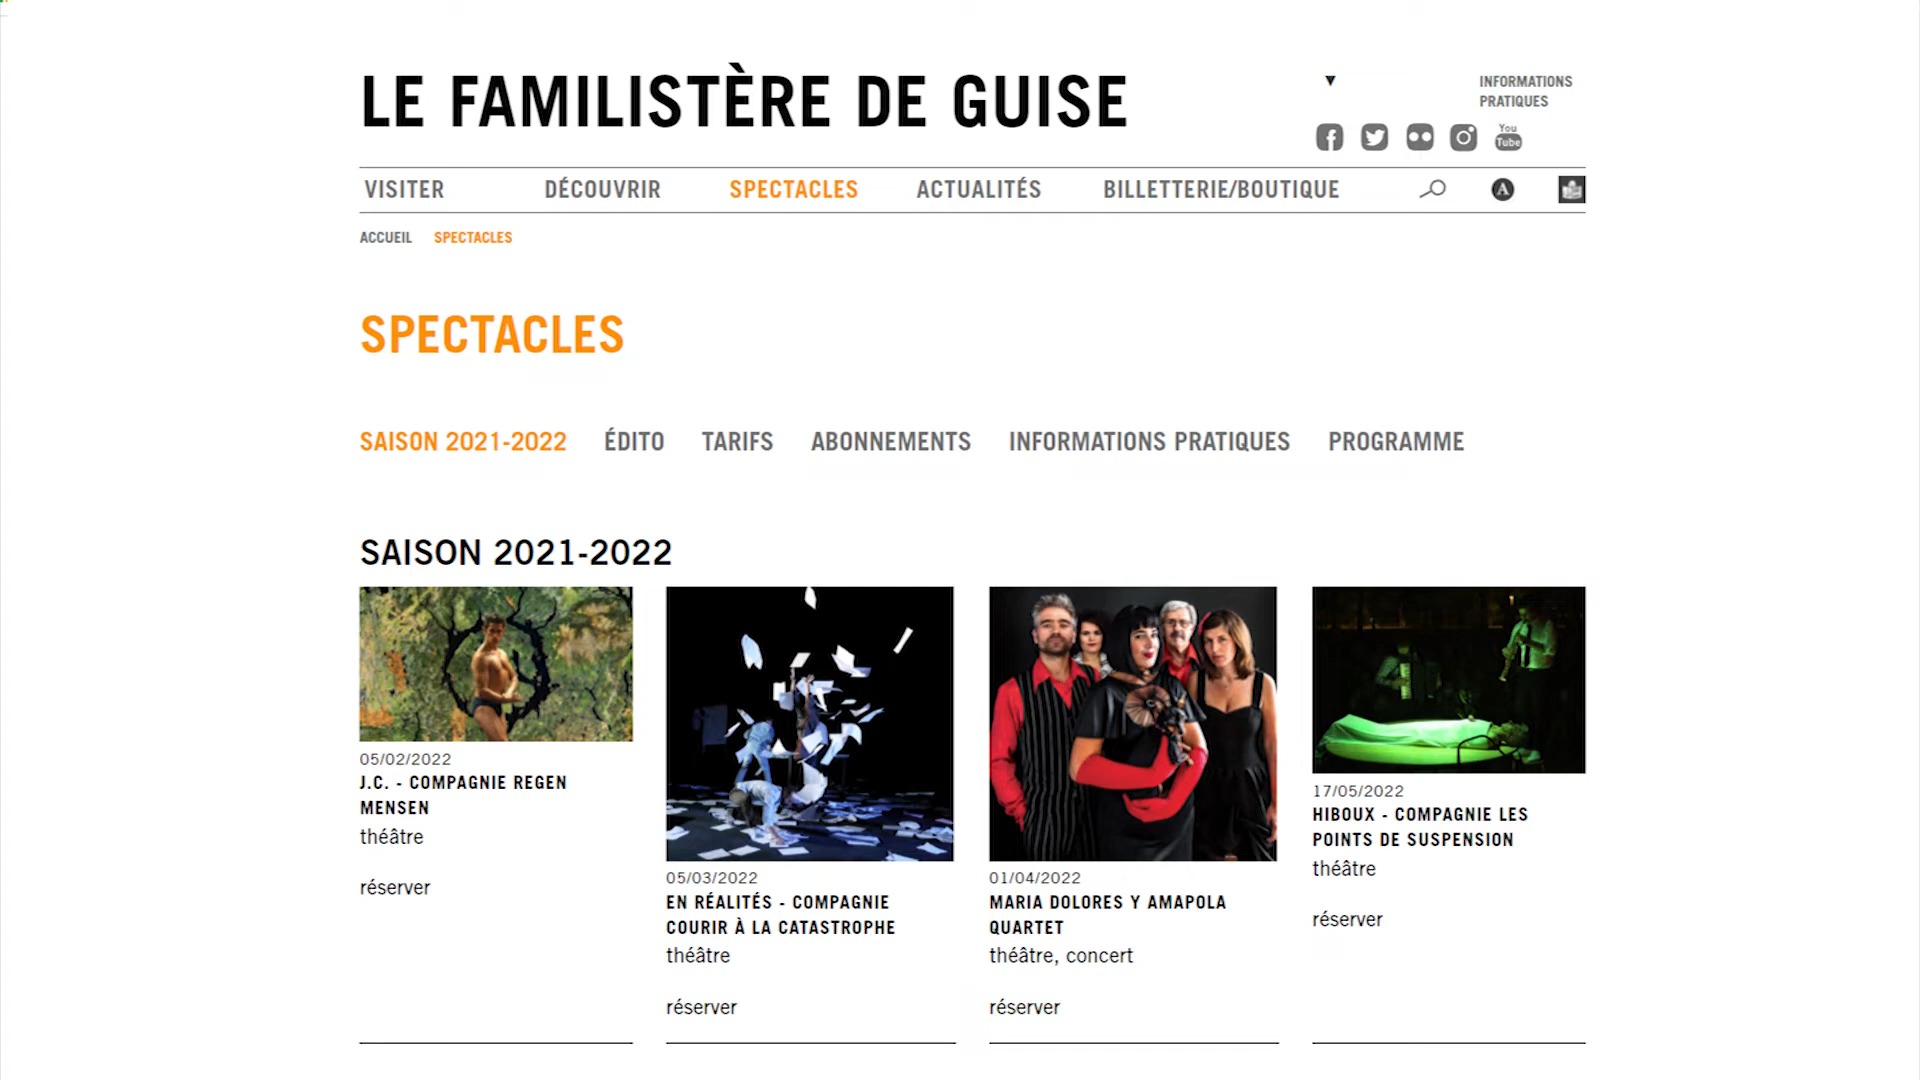 LE FAMILISTÈRE DE GUISE
▼
INFORMATIONS
PRATIQUES
You
Tube
VISITER DÉCOUVRIR SPECTACLES ACTUALITÉS BILLETTERIE/BOUTIQUE A
ACCUEIL SPECTACLES
SPECTACLES
SAISON 2021-2022 ÉDITO TARIFS ABONNEMENTS INFORMATIONS PRATIQUES PROGRAMME
SAISON 2021-2022
05/02/2022
J.C. - COMPAGNIE REGEN
MENSEN
théâtre
réserver
05/03/2022
EN RÉALITÉS - COMPAGNIE
COURIR À LA CATASTROPHE
théâtre
réserver
01/04/2022
MARIA DOLORES Y AMAPOLA
QUARTET
théâtre, concert
réserver
17/05/2022
HIBOUX - COMPAGNIE LES
POINTS DE SUSPENSION
théâtre
réserver